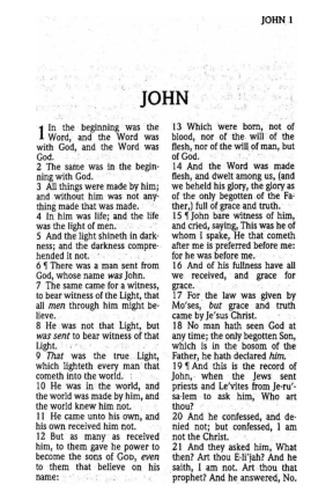 JOHN 1
JOHN
1 In the beginning was the
Word, and the Word was
with God, and the Word was
God.
2 The same was in the begin-
ning with God.
3 All things were made by him;
and without him was not any-
thing made that was made.
4 In him was life; and the life
was the light of men.
5 And the light shineth in dark-
ness; and the darkness compre-
hended it not.
6 ¶ There was a man sent from
God, whose name was John.
7 The same came for a witness,
to bear witness of the Light, that
all men through him might be-
lieve.
8 He was not that Light, but
was sent to bear witness of that
Light.
9 That was the true Light,
which lighteth every man that
cometh into the world.
10 He was in the world, and
the world was made by him, and
the world knew him not.
11 He came unto his own, and
his own received him not.
12 But as many as received
him, to them gave he power to
become the sons of GOD, even
to them that believe on his
name:
13 Which were born, not of
blood, nor of the will of the
flesh, nor of the will of man, but
of God.
14 And the Word was made
flesh, and dwelt among us, (and
we beheld his glory, the glory as
of the only begotten of the Fa-
ther,) full of grace and truth.
15 ¶ John bare witness of him,
and cried, saying, This was he of
whom I spake, He that cometh
after me is preferred before me:
for he was before me.
16 And of his fullness have all
we received, and grace for
grace.
17 For the law was given by
Mo'ses, but grace and truth
came by Je'sus Christ.
18 No man hath seen God at
any time; the only begotten Son,
which is in the bosom of the
Father, he hath declared him.
19 ¶ And this is the record of
John, when the Jews sent
priests and Le'vites from Je-ru'-
sa-lem to ask him, Who art
thou?
20 And he confessed, and de-
nied not; but confessed, I am
not the Christ.
21 And they asked him, What
then? Art thou E-li'jah? And he
saith, I am not. Art thou that
prophet? And he answered, No.